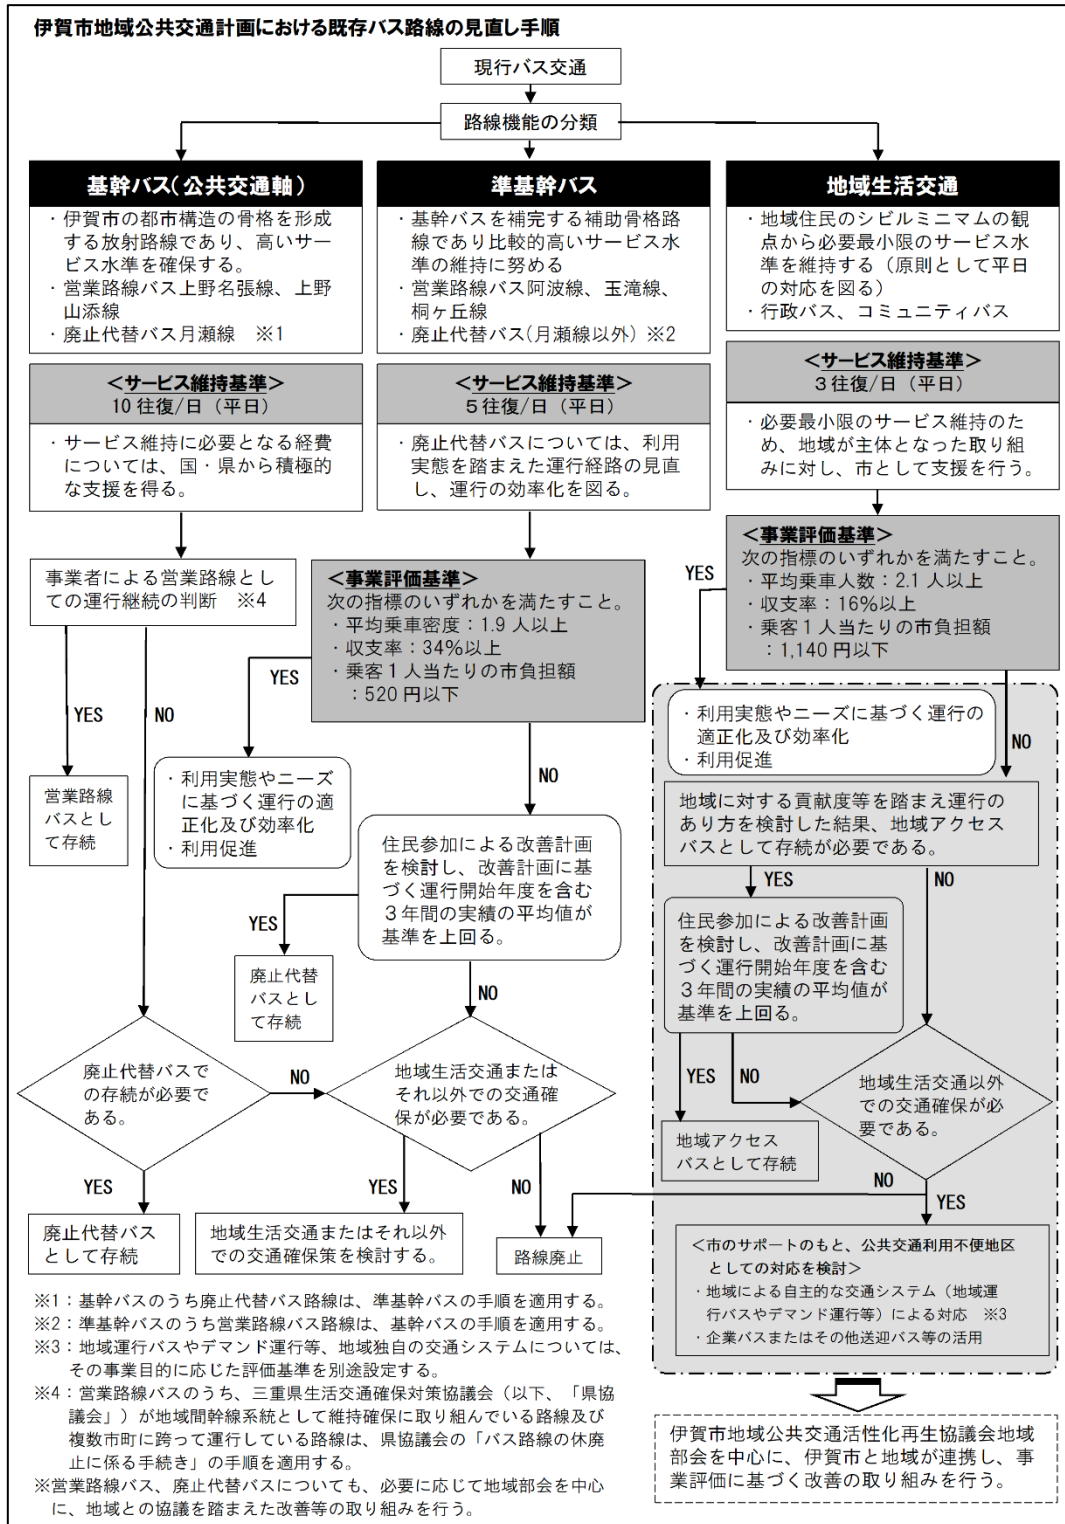 伊賀市地域公共交通計画における既存バス路線の見直し手順
現行バス交通
路線機能の分類
基幹バス（公共交通軸）
・伊賀市の都市構造の骨格を形成
する放射路線であり、高いサー
ビス水準を確保する。
・営業路線バス上野名張線、上野
山添線
・廃止代替バス月瀬線　※1
＜サービス維持基準＞
10 往復/日（平日）
・サービス維持に必要となる経費
については、国・県から積極的
な支援を得る。
事業者による営業路線とし
ての運行継続の判断　※4
YES
NO
営業路線
バスとし
て存続
廃止代替バスで
の存続が必要で
ある。
NO
YES
廃止代替バス
として存続
準基幹バス
・基幹バスを補完する補助骨格路
線であり比較的高いサービス水
準の維持に努める
・営業路線バス阿波線、玉滝線、
桐ヶ丘線
・廃止代替バス(月瀬線以外) ※2
＜サービス維持基準＞
5 往復/日（平日）
・廃止代替バスについては、利用
実態を踏まえた運行経路の見直
し、運行の効率化を図る。
＜事業評価基準＞
次の指標のいずれかを満たすこと。
・平均乗車密度：1.9 人以上
・収支率：34%以上
・乗客１人当たりの市負担額
：520 円以下
YES
NO
・利用実態やニーズ
に基づく運行の適
正化及び効率化
・利用促進
住民参加による改善計画
を検討し、改善計画に基
づく運行開始年度を含む
３年間の実績の平均値が
基準を上回る。
YES
NO
廃止代替
バスとし
て存続
地域生活交通または
それ以外での交通確
保が必要である。
YES
NO
地域生活交通またはそれ以外
での交通確保策を検討する。
路線廃止
地域生活交通
・地域住民のシビルミニマムの観
点から必要最小限のサービス水
準を維持する（原則として平日
の対応を図る）
・行政バス、コミュニティバス
＜サービス維持基準＞
３往復/日（平日）
・必要最小限のサービス維持のた
め、地域が主体となった取り組
みに対し、市として支援を行う。
＜事業評価基準＞
次の指標のいずれかを満たすこと。
・平均乗車人数：2.1 人以上
・収支率：16%以上
・乗客１人当たりの市負担額
：1,140 円以下
YES
NO
・利用実態やニーズに基づく運行の
適正化及び効率化
・利用促進
地域に対する貢献度等を踏まえ運行の
あり方を検討した結果、地域アクセス
バスとして存続が必要である。
YES
NO
住民参加による改善計画
を検討し、改善計画に基
づく運行開始年度を含む
３年間の実績の平均値が
基準を上回る。
YES
NO
地域アクセス
バスとして存続
地域生活交通以外
での交通確保が必
要である。
NO
YES
＜市のサポートのもと、公共交通利用不便地区
としての対応を検討＞
・地域による自主的な交通システム（地域運
行バスやデマンド運行等）による対応　※3
・企業バスまたはその他送迎バス等の活用
伊賀市地域公共交通活性化再生協議会地域
部会を中心に、伊賀市と地域が連携し、事
業評価に基づく改善の取り組みを行う。
※1：基幹バスのうち廃止代替バス路線は、準基幹バスの手順を適用する。
※2：準基幹バスのうち営業路線バス路線は、基幹バスの手順を適用する。
※3：地域運行バスやデマンド運行等、地域独自の交通システムについては、
その事業目的に応じた評価基準を別途設定する。
※4：営業路線バスのうち、三重県生活交通確保対策協議会（以下、「県協
議会」）が地域間幹線系統として維持確保に取り組んでいる路線及び
複数市町に跨って運行している路線は、県協議会の「バス路線の休廃
止に係る手続き」の手順を適用する。
※営業路線バス、廃止代替バスについても、必要に応じて地域部会を中心
に、地域との協議を踏まえた改善等の取り組みを行う。